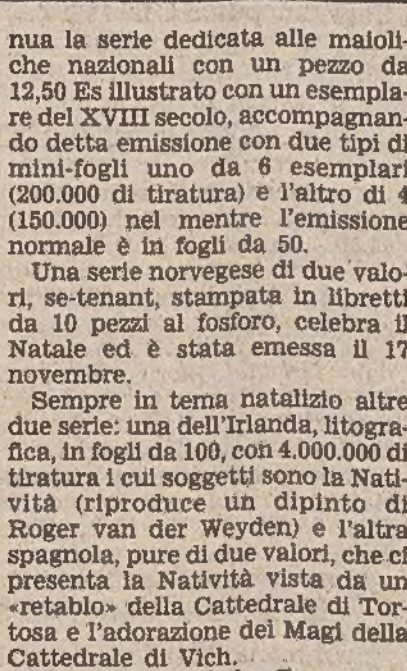 nua la serie dedicata alle maioli-
che nazionali con un pezzo da
12,50 Es illustrato con un esempla-
re del XVIII secolo, accompagnan-
do detta emissione con due tipi di
mini-fogli uno da 6 esemplari
(200.000 di tiratura) e l'altro di 4
(150.000) nel mentre l'emissione
normale è in fogli da 50.
Una serie norvegese di due valo-
ri, se-tenant, stampata in libretti
da 10 pezzi al fosforo, celebra il
Natale ed è stata emessa il 17
novembre.
Sempre in tema natalizio altre
due serie: una dell'Irlanda, litogra-
fica, in fogli da 100, con 4.000.000 di
tiratura i cui soggetti sono la Nati-
vità (riproduce un dipinto di
Roger van der Weyden) e l'altra
spagnola, pure di due valori, che ci
presenta la Natività vista da un
«retablo» della Cattedrale di Tor-
tosa e l'adorazione dei Magi della
Cattedrale di Vich.